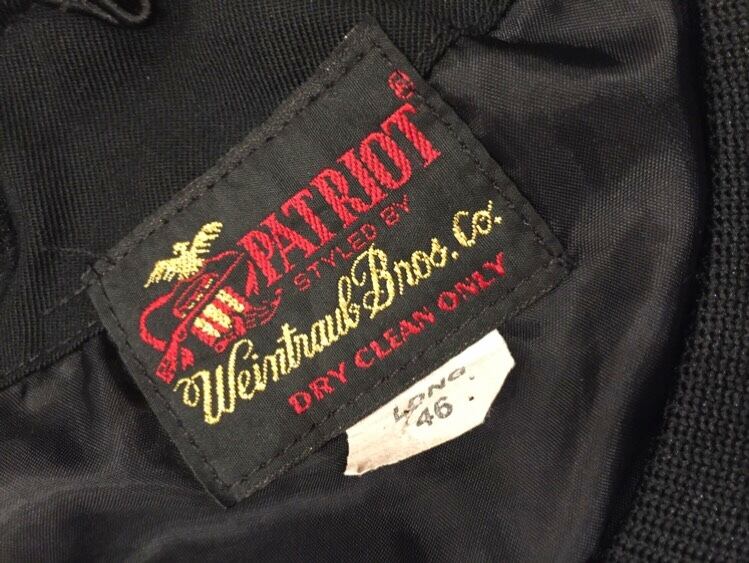 PATRIOT®
STYLED BY
Weintraub Bros. Co.
DRY CLEAN ONLY
LONG
46